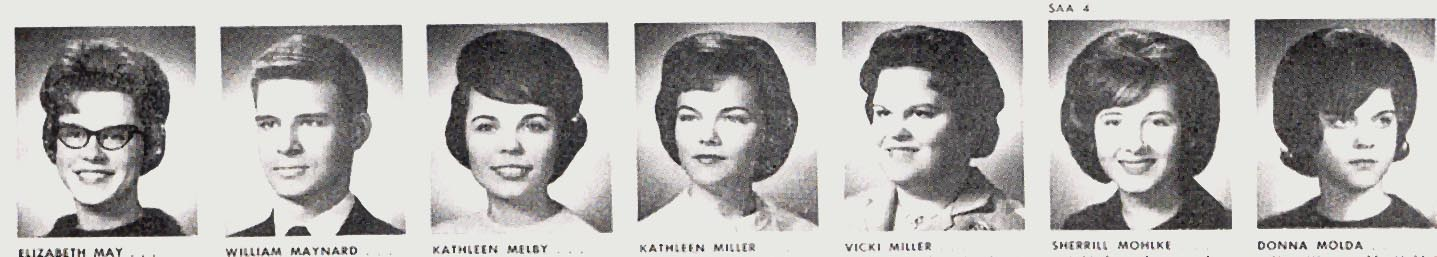 SAA 4
ELIZABETH MAY . . .
WILLIAM MAYNARD . . .
KATHLEEN MELBY . . .
KATHLEEN MILLER
VICKI MILLER
SHERRILL MOHLKE
DONNA MOLDA